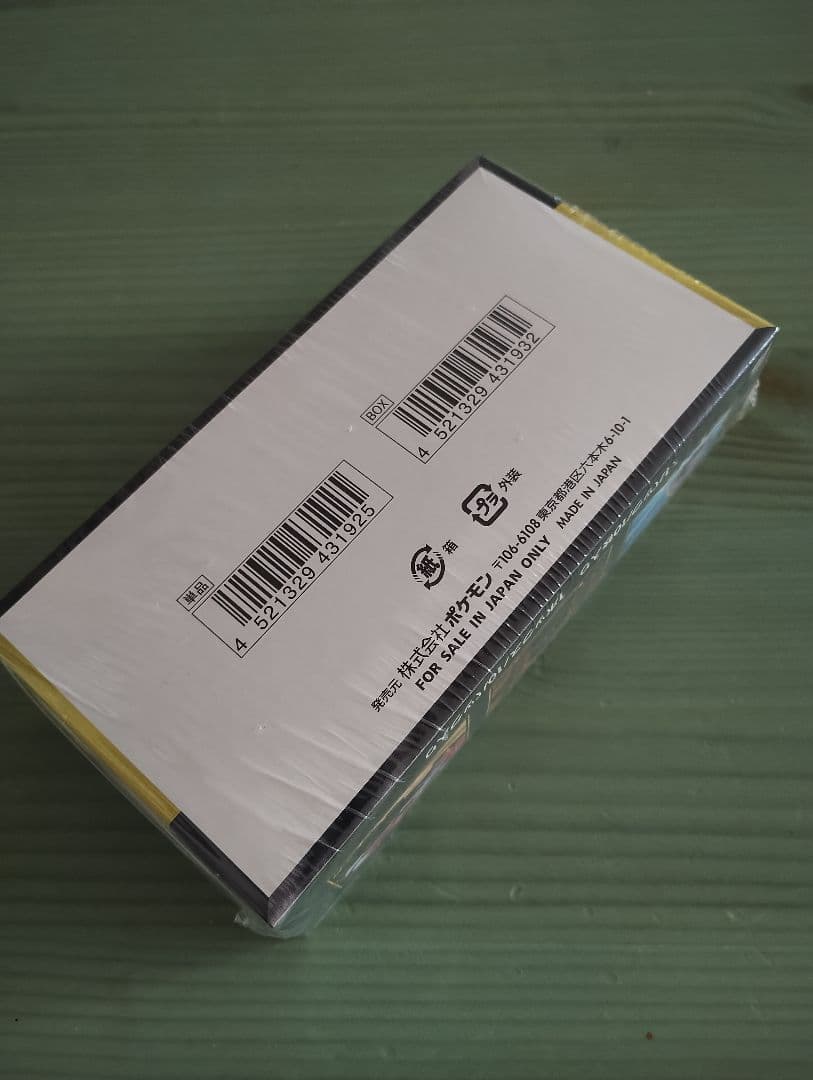 BOX
4 521329 431932
単品
4 521329 431925
プラ 外装
紙 箱
発売元 株式会社ポケモン 〒106-6108 東京都港区六本木6-10-1
FOR SALE IN JAPAN ONLY MADE IN JAPAN